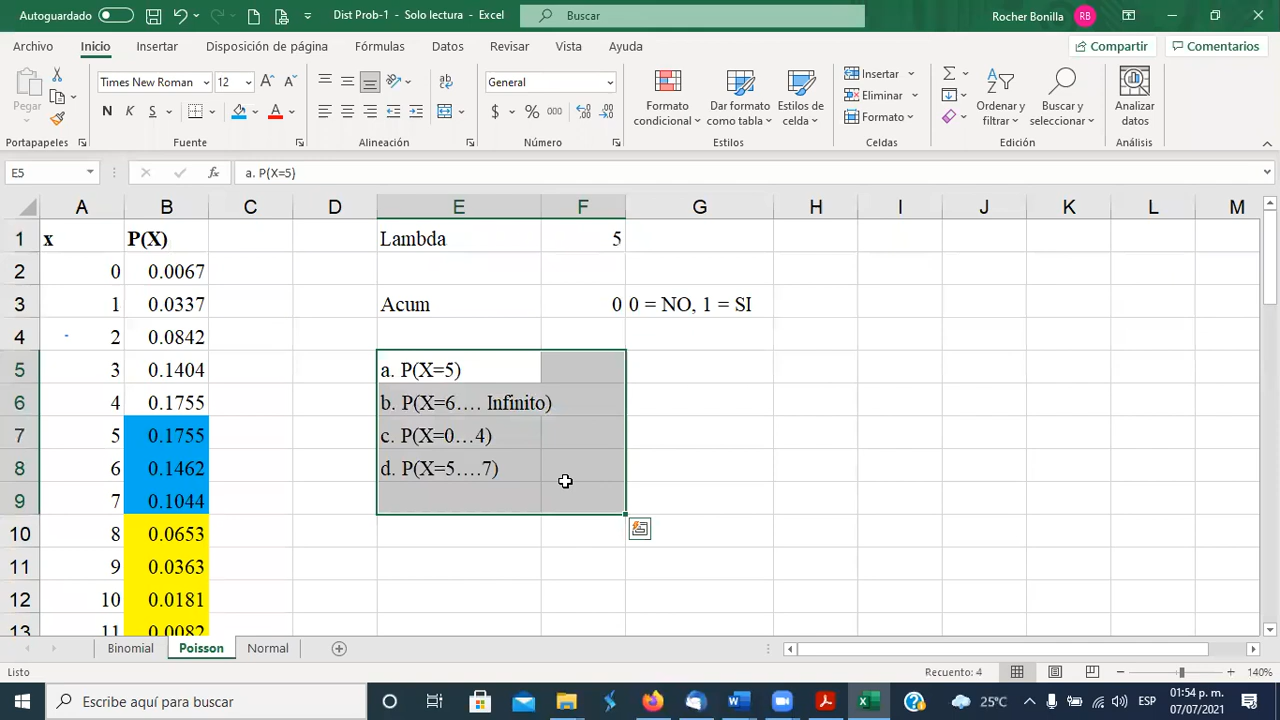 Autoguardado
Dist Prob-1 - Solo lectura - Excel
Buscar
Rocher Bonilla
RB
Archivo Inicio Insertar Disposición de página Fórmulas Datos Revisar Vista Ayuda
Compartir
Comentarios
Pegar
Times New Roman 12
N K S
General
$ % 000
Formato condicional
Dar formato como tabla
Estilos de celda
Insertar
Eliminar
Formato
Ordenar y filtrar
Buscar y seleccionar
Analizar datos
Portapapeles Fuente Alineación Número Estilos Celdas Edición Análisis
E5
fx
a. P(X=5)
A B C D E F G H I J K L M
1 x P(X) Lambda 5
2 0 0.0067
3 1 0.0337 Acum 0 0 = NO, 1 = SI
4 2 0.0842
5 3 0.1404 a. P(X=5)
6 4 0.1755 b. P(X=6…. Infinito)
7 5 0.1755 c. P(X=0…4)
8 6 0.1462 d. P(X=5….7)
9 7 0.1044
10 8 0.0653
11 9 0.0363
12 10 0.0181
13 11 0.0082
Binomial Poisson Normal
Listo
Recuento: 4
140%
Escribe aquí para buscar
25°C
ESP
01:54 p. m.
07/07/2021